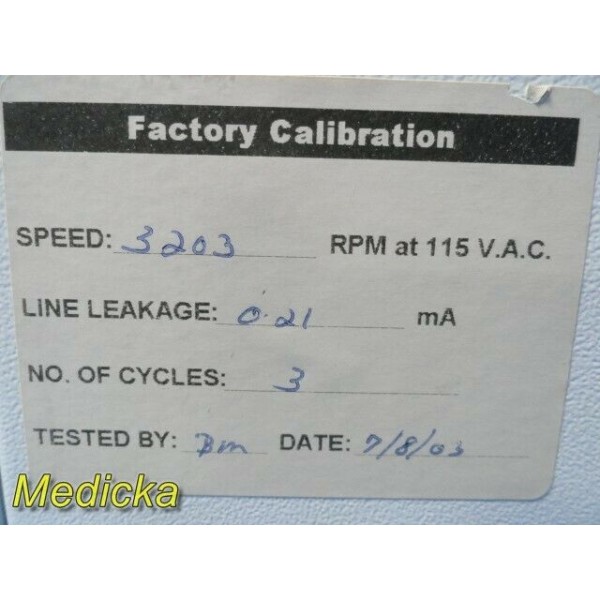 Factory Calibration
SPEED: 3203 RPM at 115 V.A.C.
LINE LEAKAGE: 0.21 mA
NO. OF CYCLES: 3
TESTED BY: Bm DATE: 7/8/03
Medicka